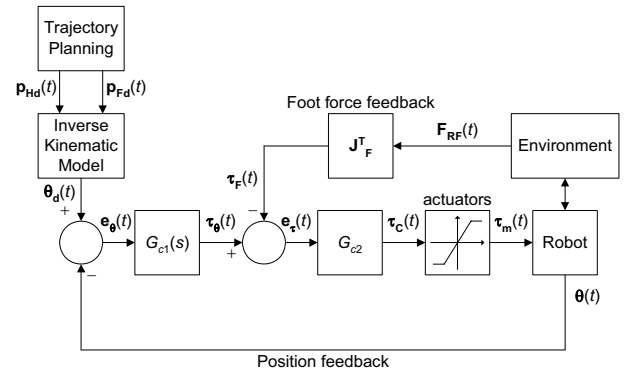 Trajectory
Planning
p_Hd(t)
p_Fd(t)
Inverse
Kinematic
Model
Foot force feedback
J^T_F
F_RF(t)
Environment
τ_F(t)
θ_d(t)
+
−
e_θ(t)
G_c1(s)
τ_θ(t)
+
−
e_τ(t)
G_c2
τ_C(t)
actuators
τ_m(t)
Robot
θ(t)
Position feedback